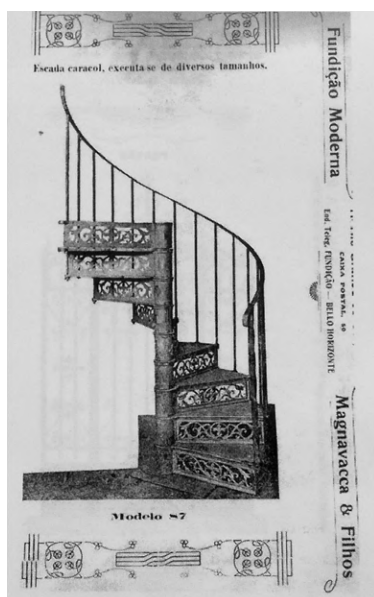 Escada caracol, executa-se de diversos tamanhos.
Modelo 87
Fundição Moderna
CAIXA POSTAL, 69
End. Teleg. FUNDIÇÃO — BELLO HORIZONTE
Magnavacca & Filhos